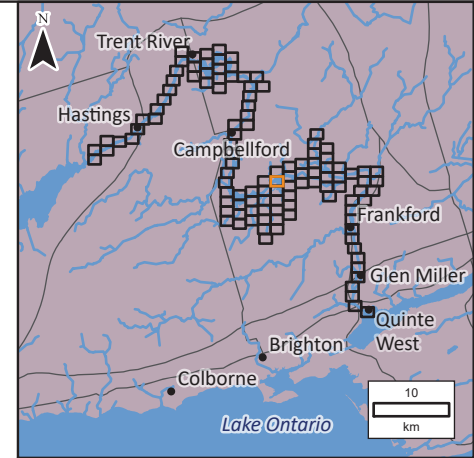 N
Trent River
Hastings
Campbellford
Frankford
Glen Miller
Quinte
West
Brighton
Colborne
10
km
Lake Ontario